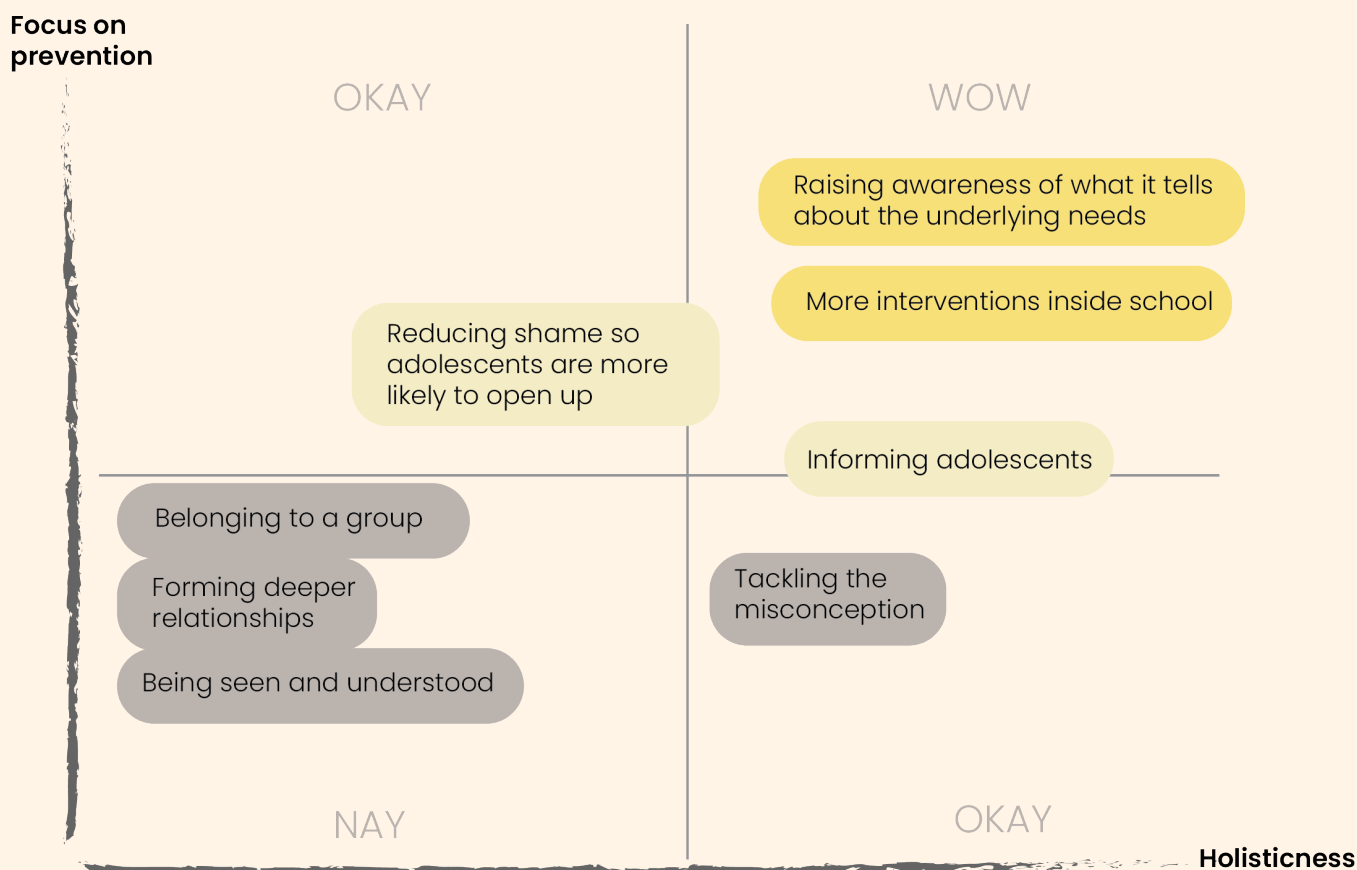 Focus on
prevention
OKAY
WOW
Raising awareness of what it tells
about the underlying needs
More interventions inside school
Reducing shame so
adolescents are more
likely to open up
Informing adolescents
Belonging to a group
Forming deeper
relationships
Tackling the
misconception
Being seen and understood
NAY
OKAY
Holisticness